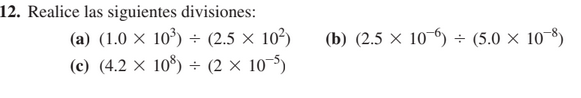 12. Realice las siguientes divisiones:
(a) (1.0 × 10³) ÷ (2.5 × 10²) (b) (2.5 × 10⁻⁶) ÷ (5.0 × 10⁻⁸)
(c) (4.2 × 10⁸) ÷ (2 × 10⁻⁵)